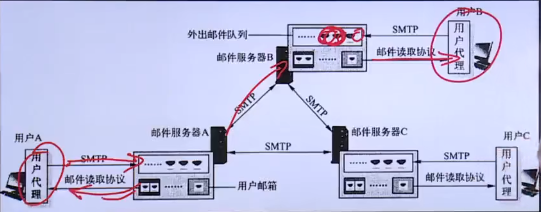 用户B
外出邮件队列
SMTP
用户代理
邮件服务器B
邮件读取协议
SMTP
SMTP
用户A
邮件服务器A
邮件服务器C
用户C
用户代理
SMTP
SMTP
SMTP
用户代理
邮件读取协议
用户邮箱
邮件读取协议